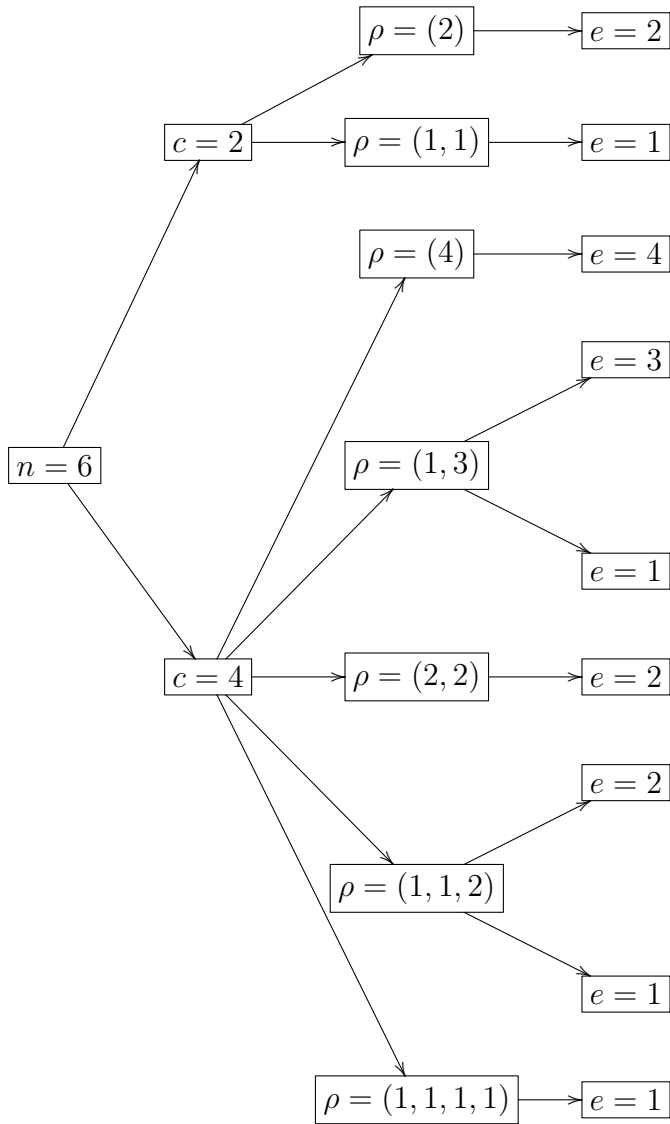 ρ = (2)
e = 2
c = 2
ρ = (1, 1)
e = 1
ρ = (4)
e = 4
e = 3
n = 6
ρ = (1, 3)
e = 1
c = 4
ρ = (2, 2)
e = 2
e = 2
ρ = (1, 1, 2)
e = 1
ρ = (1, 1, 1, 1)
e = 1